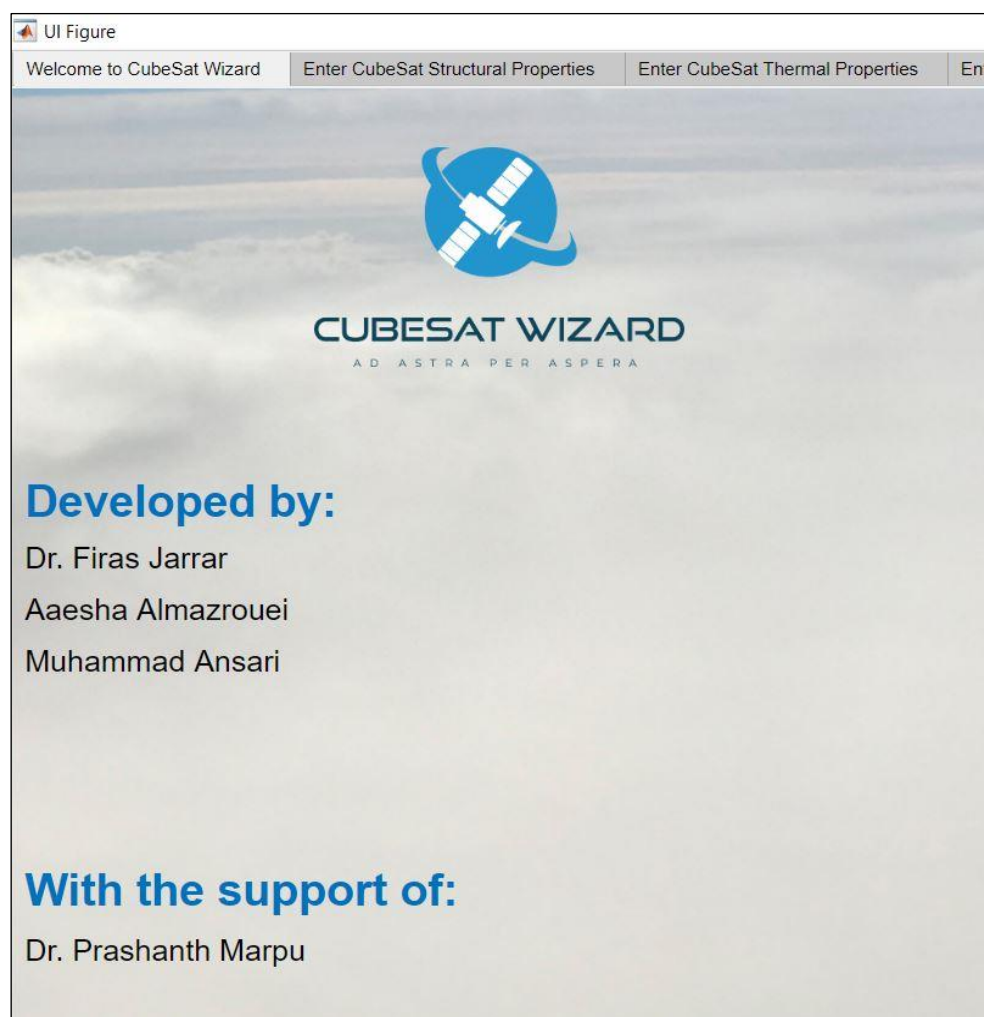 UI Figure
Welcome to CubeSat Wizard
Enter CubeSat Structural Properties
Enter CubeSat Thermal Properties
CUBESAT WIZARD
AD ASTRA PER ASPERA
Developed by:
Dr. Firas Jarrar
Aaesha Almazrouei
Muhammad Ansari
With the support of:
Dr. Prashanth Marpu